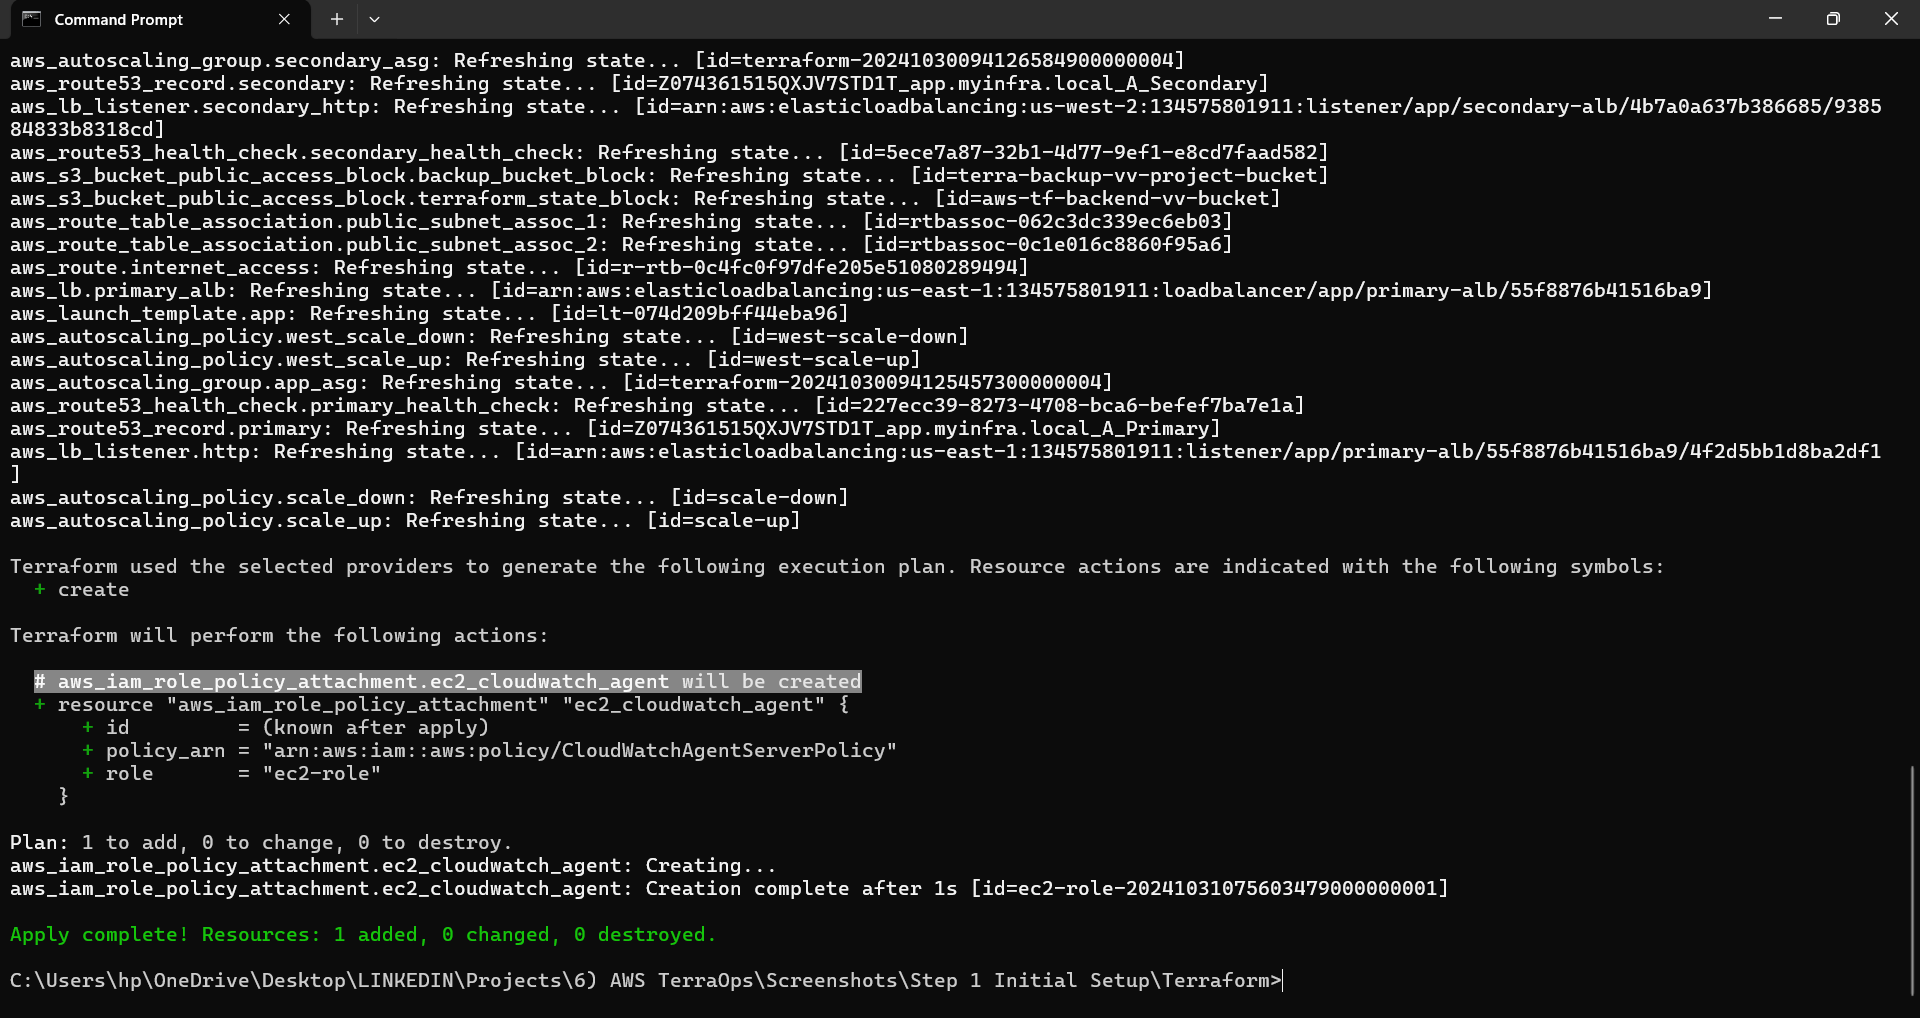 Command Prompt
aws_autoscaling_group.secondary_asg: Refreshing state... [id=terraform-20241030094126584900000004]
aws_route53_record.secondary: Refreshing state... [id=Z074361515QXJV7STD1T_app.myinfra.local_A_Secondary]
aws_lb_listener.secondary_http: Refreshing state... [id=arn:aws:elasticloadbalancing:us-west-2:134575801911:listener/app/secondary-alb/4b7a0a637b386685/9385
84833b8318cd]
aws_route53_health_check.secondary_health_check: Refreshing state... [id=5ece7a87-32b1-4d77-9ef1-e8cd7faad582]
aws_s3_bucket_public_access_block.backup_bucket_block: Refreshing state... [id=terra-backup-vv-project-bucket]
aws_s3_bucket_public_access_block.terraform_state_block: Refreshing state... [id=aws-tf-backend-vv-bucket]
aws_route_table_association.public_subnet_assoc_1: Refreshing state... [id=rtbassoc-062c3dc339ec6eb03]
aws_route_table_association.public_subnet_assoc_2: Refreshing state... [id=rtbassoc-0c1e016c8860f95a6]
aws_route.internet_access: Refreshing state... [id=r-rtb-0c4fc0f97dfe205e51080289494]
aws_lb.primary_alb: Refreshing state... [id=arn:aws:elasticloadbalancing:us-east-1:134575801911:loadbalancer/app/primary-alb/55f8876b41516ba9]
aws_launch_template.app: Refreshing state... [id=lt-074d209bff44eba96]
aws_autoscaling_policy.west_scale_down: Refreshing state... [id=west-scale-down]
aws_autoscaling_policy.west_scale_up: Refreshing state... [id=west-scale-up]
aws_autoscaling_group.app_asg: Refreshing state... [id=terraform-20241030094125457300000004]
aws_route53_health_check.primary_health_check: Refreshing state... [id=227ecc39-8273-4708-bca6-befef7ba7e1a]
aws_route53_record.primary: Refreshing state... [id=Z074361515QXJV7STD1T_app.myinfra.local_A_Primary]
aws_lb_listener.http: Refreshing state... [id=arn:aws:elasticloadbalancing:us-east-1:134575801911:listener/app/primary-alb/55f8876b41516ba9/4f2d5bb1d8ba2df1
]
aws_autoscaling_policy.scale_down: Refreshing state... [id=scale-down]
aws_autoscaling_policy.scale_up: Refreshing state... [id=scale-up]
Terraform used the selected providers to generate the following execution plan. Resource actions are indicated with the following symbols:
+ create
Terraform will perform the following actions:
# aws_iam_role_policy_attachment.ec2_cloudwatch_agent will be created
+ resource "aws_iam_role_policy_attachment" "ec2_cloudwatch_agent" {
+ id         = (known after apply)
+ policy_arn = "arn:aws:iam::aws:policy/CloudWatchAgentServerPolicy"
+ role       = "ec2-role"
}
Plan: 1 to add, 0 to change, 0 to destroy.
aws_iam_role_policy_attachment.ec2_cloudwatch_agent: Creating...
aws_iam_role_policy_attachment.ec2_cloudwatch_agent: Creation complete after 1s [id=ec2-role-20241031075603479000000001]
Apply complete! Resources: 1 added, 0 changed, 0 destroyed.
C:\Users\hp\OneDrive\Desktop\LINKEDIN\Projects\6) AWS TerraOps\Screenshots\Step 1 Initial Setup\Terraform>